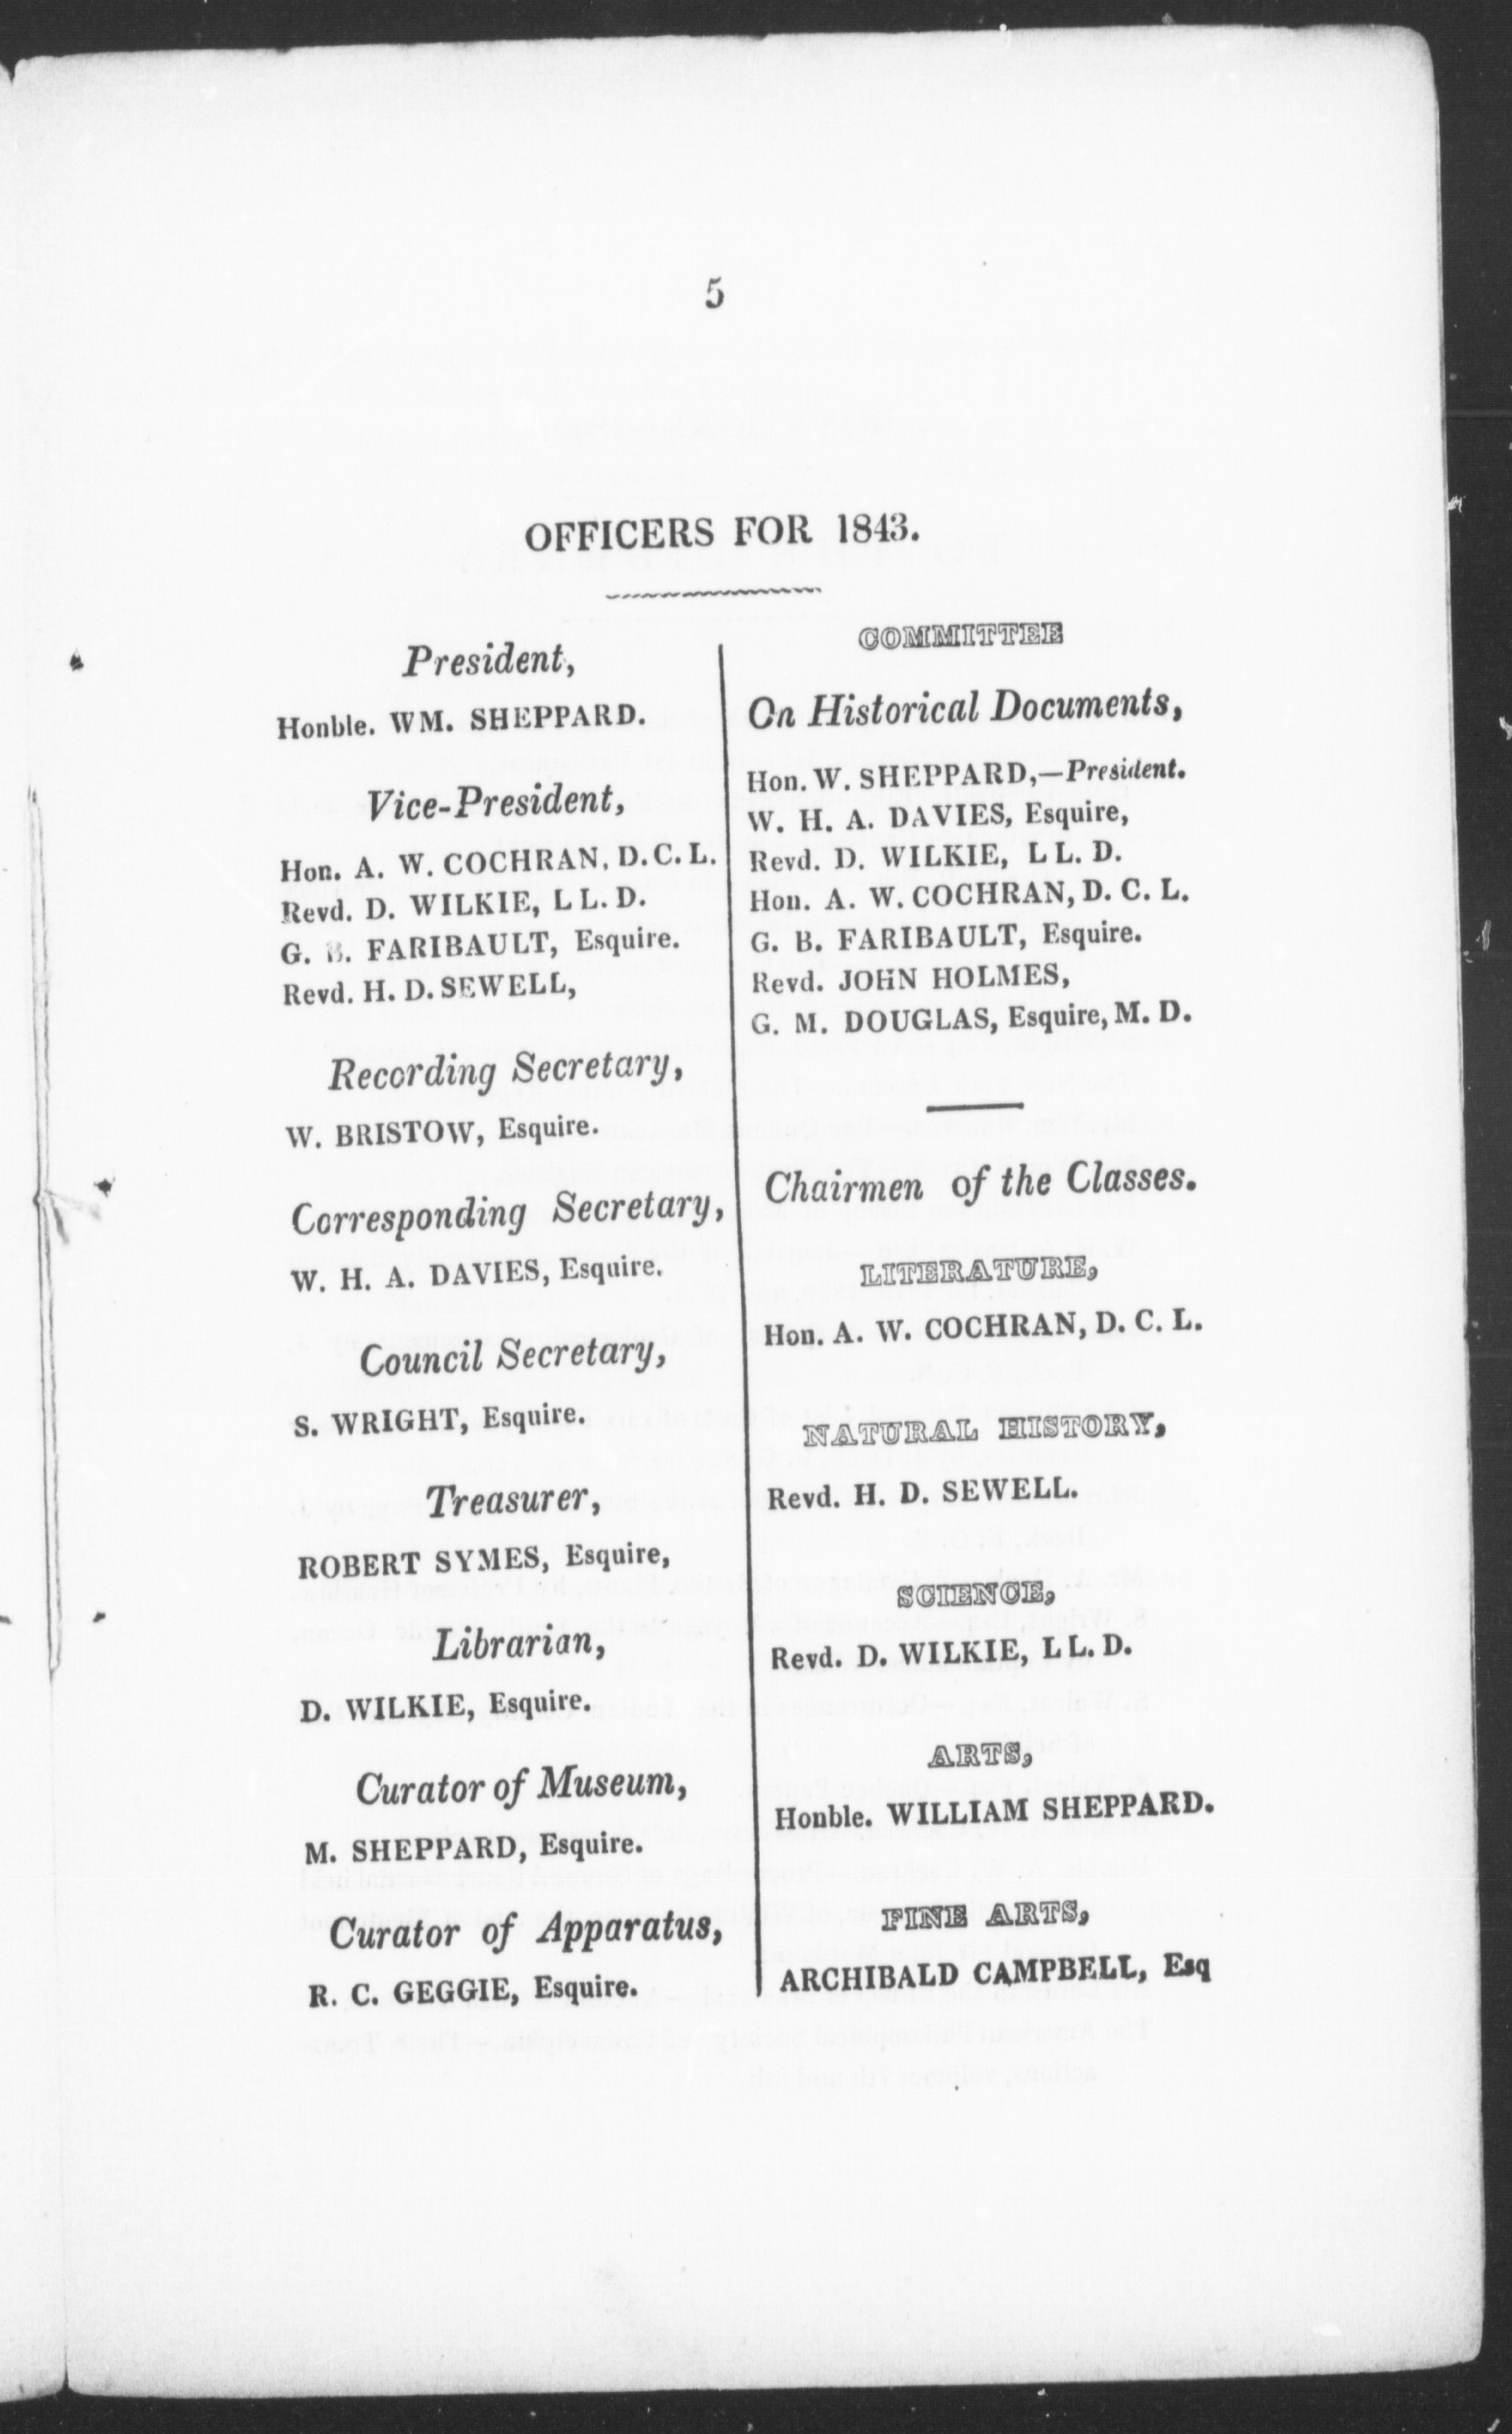 5
OFFICERS FOR 1843.
President,
Honble. WM. SHEPPARD.
Vice-President,
Hon. A. W. COCHRAN, D. C. L.
Revd. D. WILKIE, L L. D.
G. B. FARIBAULT, Esquire.
Revd. H. D. SEWELL,
Recording Secretary,
W. BRISTOW, Esquire.
Corresponding Secretary,
W. H. A. DAVIES, Esquire.
Council Secretary,
S. WRIGHT, Esquire.
Treasurer,
ROBERT SYMES, Esquire,
Librarian,
D. WILKIE, Esquire.
Curator of Museum,
M. SHEPPARD, Esquire.
Curator of Apparatus,
R. C. GEGGIE, Esquire.
COMMITTEE
On Historical Documents,
Hon. W. SHEPPARD,—President.
W. H. A. DAVIES, Esquire,
Revd. D. WILKIE, L L. D.
Hon. A. W. COCHRAN, D. C. L.
G. B. FARIBAULT, Esquire.
Revd. JOHN HOLMES,
G. M. DOUGLAS, Esquire, M. D.
Chairmen of the Classes.
LITERATURE,
Hon. A. W. COCHRAN, D. C. L.
NATURAL HISTORY,
Revd. H. D. SEWELL.
SCIENCE,
Revd. D. WILKIE, L L. D.
ARTS,
Honble. WILLIAM SHEPPARD.
FINE ARTS,
ARCHIBALD CAMPBELL, Esq